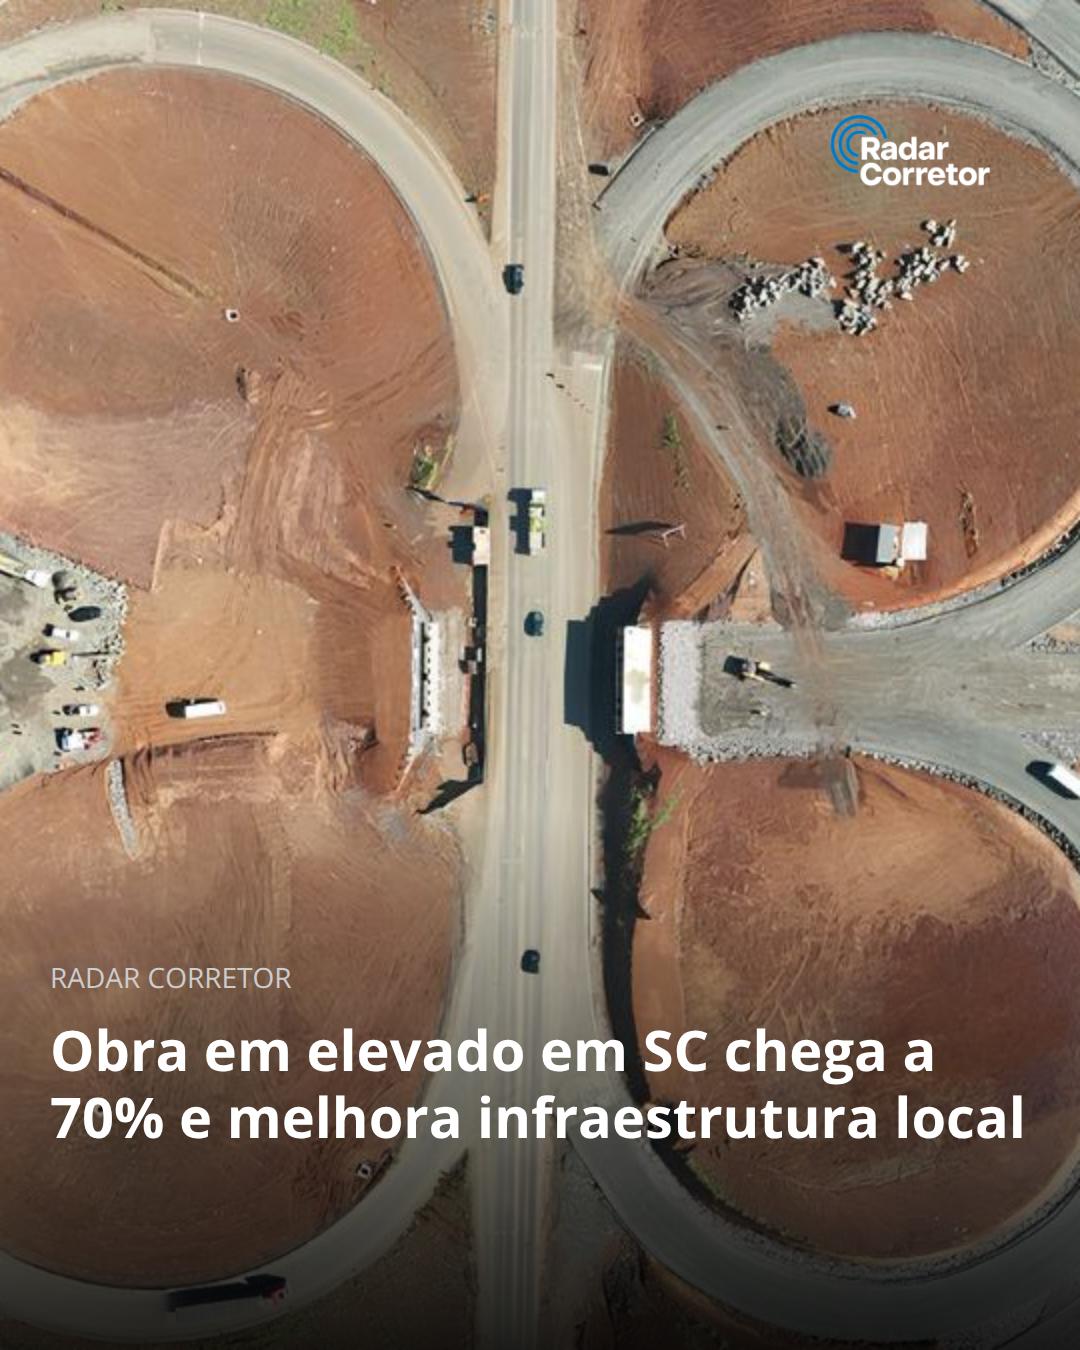 Radar
Corretor
RADAR CORRETOR
Obra em elevado em SC chega a
70% e melhora infraestrutura local